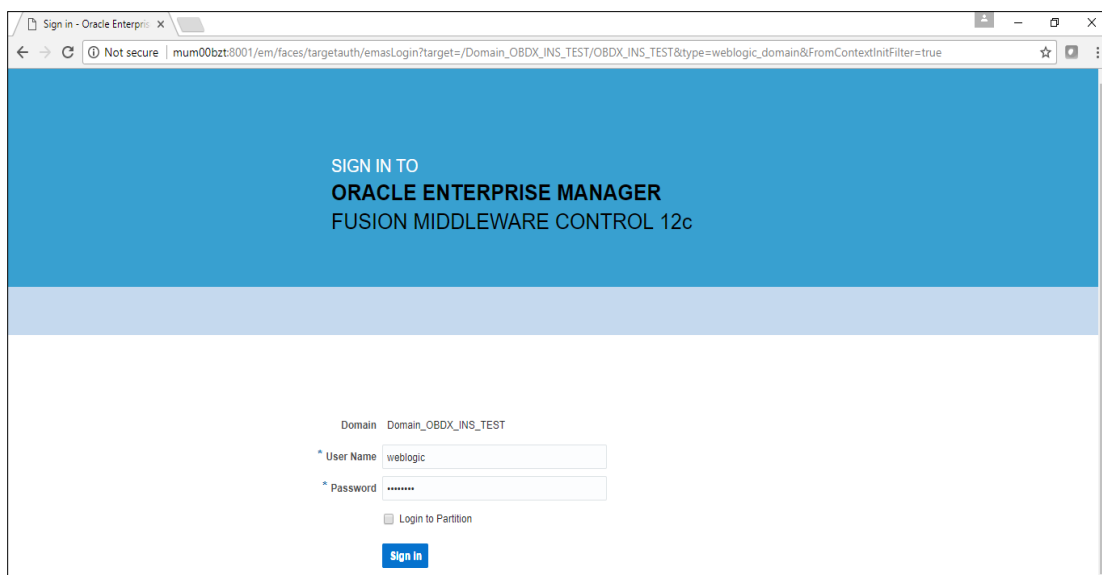 Sign in - Oracle Enterpris
Not secure | mum00bzt:8001/em/faces/targetauth/emasLogin?target=/Domain_OBDX_INS_TEST/OBDX_INS_TEST&type=weblogic_domain&FromContextInitFilter=true
SIGN IN TO
ORACLE ENTERPRISE MANAGER
FUSION MIDDLEWARE CONTROL 12c
Domain Domain_OBDX_INS_TEST
* User Name weblogic
* Password ••••••••
Login to Partition
Sign in